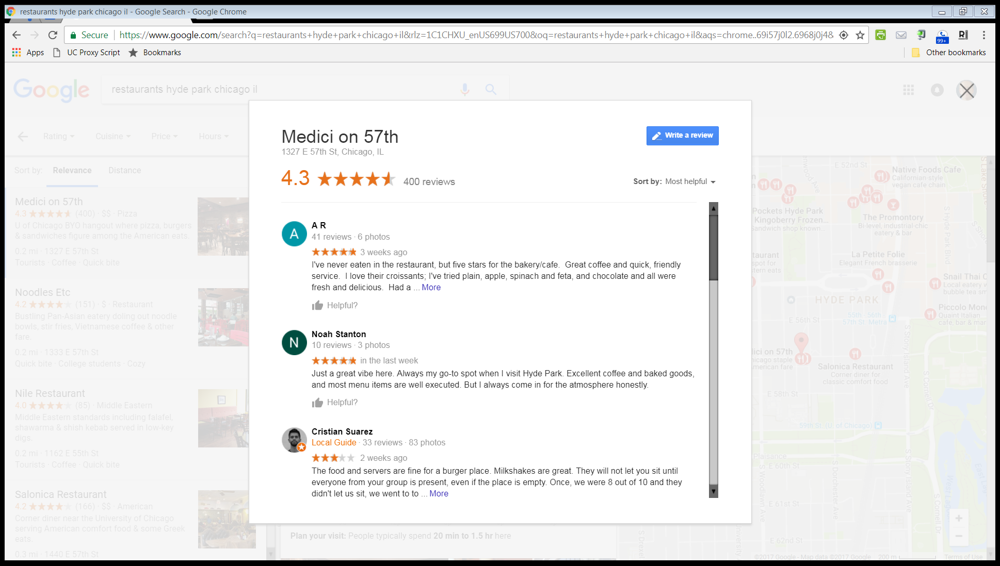 restaurants hyde park chicago il - Google Search - Google Chrome
Secure
https://www.google.com/search?q=restaurants+hyde+park+chicago+il&rlz=1C1CHXU_enUS699US700&oq=restaurants+hyde+park+chicago+il&aqs=chrome..69i57j0l2.6968j0j4&
99+
Apps
UC Proxy Script
Bookmarks
Other bookmarks
Google
restaurants hyde park chicago il
Rating
Cuisine
Price
Hours
Sort by:
Relevance
Distance
Medici on 57th
4.3 (400) · $$ · Pizza
U of Chicago BYO hangout where pizza, burgers
& sandwiches figure among the American eats.
0.2 mi · 1327 E 57th St
Tourists · Coffee · Quick bite
Noodles Etc
4.2 (151) · $ · Restaurant
Bustling Pan-Asian eatery doling out noodle
bowls, stir fries, Vietnamese coffee & other
fare.
0.2 mi · 1333 E 57th St
Quick bite · College students · Cozy
Nile Restaurant
4.0 (85) · Middle Eastern
Middle Eastern standards including falafel,
shawarma & shish kebab served in low-key
digs.
0.2 mi · 1162 E 55th St
Tourists · Coffee · Quick bite
Salonica Restaurant
4.2 (166) · $$ · American
Corner diner near the University of Chicago
serving American comfort food & some Greek
eats.
0.3 mi · 1440 E 57th St
Medici on 57th
1327 E 57th St, Chicago, IL
Write a review
4.3
400 reviews
Sort by: Most helpful
A
A R
41 reviews · 6 photos
3 weeks ago
I've never eaten in the restaurant, but five stars for the bakery/cafe. Great coffee and quick, friendly
service. I love their croissants; I've tried plain, apple, spinach and feta, and chocolate and all were
fresh and delicious. Had a ... More
Helpful?
N
Noah Stanton
10 reviews · 3 photos
in the last week
Just a great vibe here. Always my go-to spot when I visit Hyde Park. Excellent coffee and baked goods,
and most menu items are well executed. But I always come in for the atmosphere honestly.
Helpful?
Cristian Suarez
Local Guide · 33 reviews · 83 photos
2 weeks ago
The food and servers are fine for a burger place. Milkshakes are great. They will not let you sit until
everyone from your group is present, even if the place is empty. Once, we were 8 out of 10 and they
didn't let us sit, we went to to ... More
Plan your visit: People typically spend 20 min to 1.5 hr here
E 52nd St
Native Foods Cafe
Californian-style
vegan cafe chain
Pockets Hyde Park
Kingoberry Frozen...
Sandwich shop known...
The Promontory
Bi-level, industrial-chic
eatery & bar
S Hyde Park Blvd
La Petite Folie
Elegant French brasserie
taurant
spot for
tern eats
Snail Thai C
Local eatery w
bubble tea sm
HYDE PARK
Piccolo Mon
Quaint Italian
cafe, bar & mar
55th - 56th
57th St. Metra
E 56th St
ici on 57th
hicago staple
merican fare
Salonica Restaurant
Corner diner for
classic comfort food
S Stony Island Ave
E 58th St
S Cornell Dr
59th St. (U. of Chicago)
Plaisance
E 60th St
S Woodlawn Ave
S Dorchester Ave
S Stony Island Ave
E 61st St
S Cornell Dr
S Drexel
University
E 62nd St
©2017 Google - Map data ©2017 Google
200 m
Terms of Use